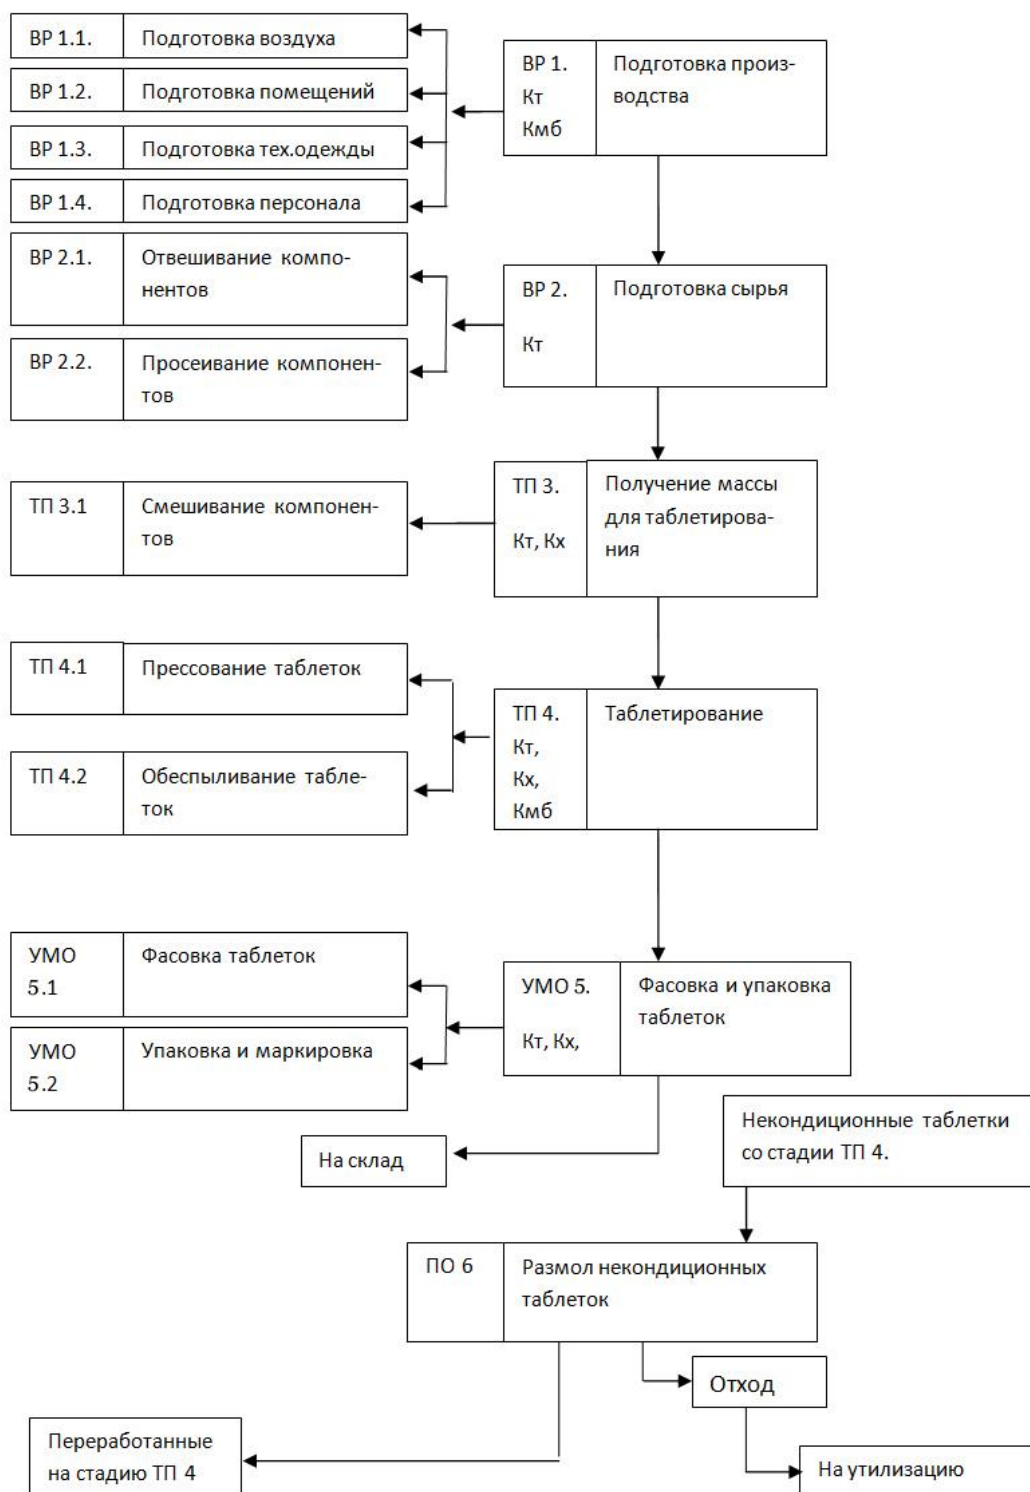 ВР 1.1.
Подготовка воздуха
ВР 1.2.
Подготовка помещений
ВР 1.3.
Подготовка тех.одежды
ВР 1.4.
Подготовка персонала
ВР 1.
Кт
Кмб
Подготовка произ-
водства
ВР 2.1.
Отвешивание компо-
нентов
ВР 2.2.
Просеивание компонен-
тов
ВР 2.
Кт
Подготовка сырья
ТП 3.1
Смешивание компонен-
тов
ТП 3.
Кт, Кх
Получение массы
для таблетирова-
ния
ТП 4.1
Прессование таблеток
ТП 4.2
Обеспыливание табле-
ток
ТП 4.
Кт,
Кх,
Кмб
Таблетирование
УМО
5.1
Фасовка таблеток
УМО
5.2
Упаковка и маркировка
УМО 5.
Кт, Кх,
Фасовка и упаковка
таблеток
На склад
Некондиционные таблетки
со стадии ТП 4.
ПО 6
Размол некондиционных
таблеток
Отход
Переработанные
на стадию ТП 4
На утилизацию